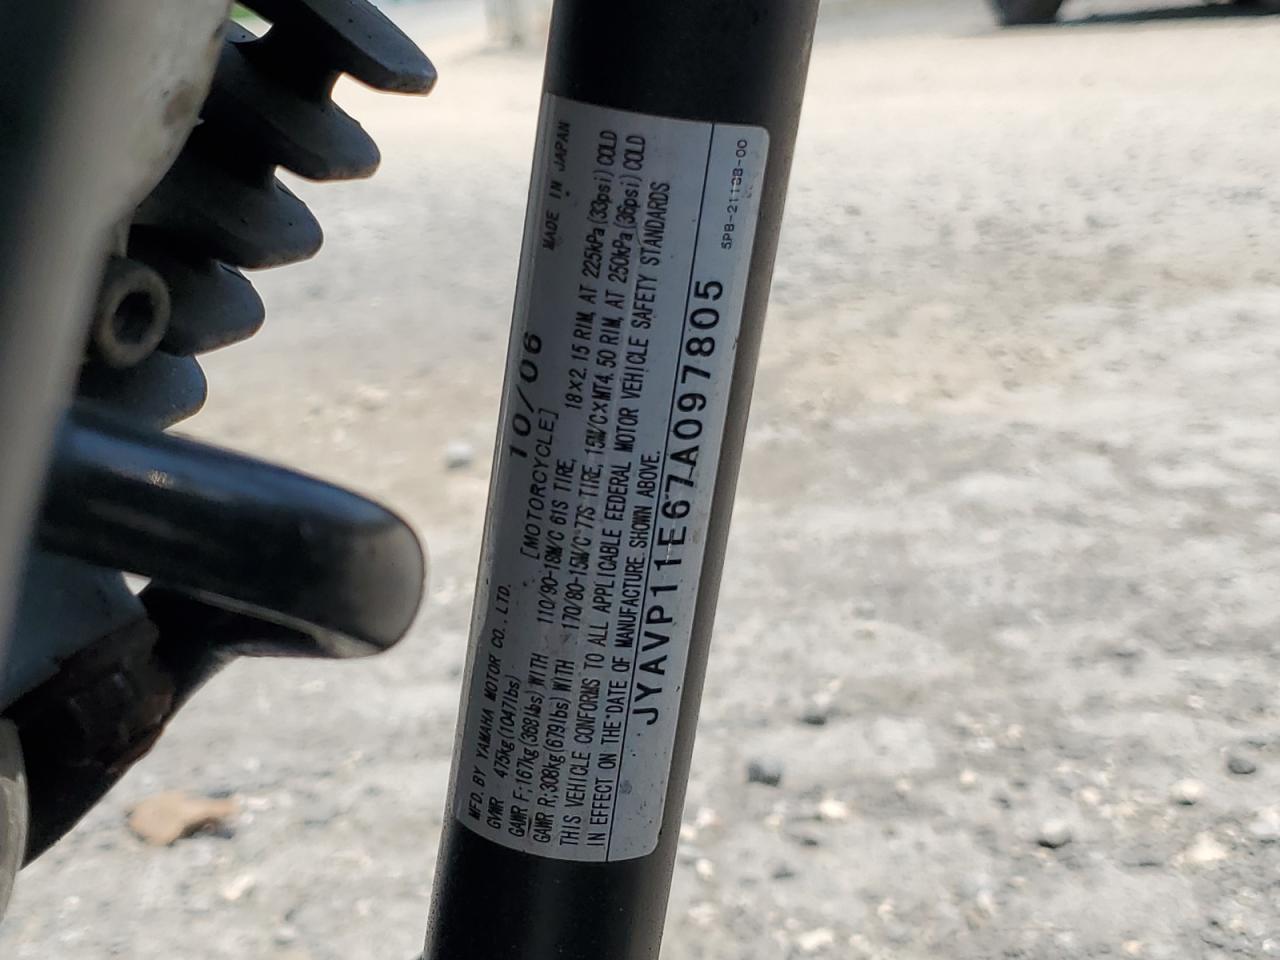 MFD. BY YAMAHA MOTOR CO., LTD. 10/06 MADE IN JAPAN
GVWR 475kg(1047lbs) [MOTORCYCLE]
GAWR F:;167kg(368lbs) WITH 110/90-18M/C 61S TIRE, 18×2.15 RIM, AT 225kPa(33psi) COLD
GAWR R:;308kg(679lbs) WITH 170/80-15M/C 77S TIRE, 15M/C×MT4.50 RIM, AT 250kPa(36psi) COLD
THIS VEHICLE CONFORMS TO ALL APPLICABLE FEDERAL MOTOR VEHICLE SAFETY STANDARDS
IN EFFECT ON THE DATE OF MANUFACTURE SHOWN ABOVE.
JYAVP11E67A097805
5PB-2118B-00